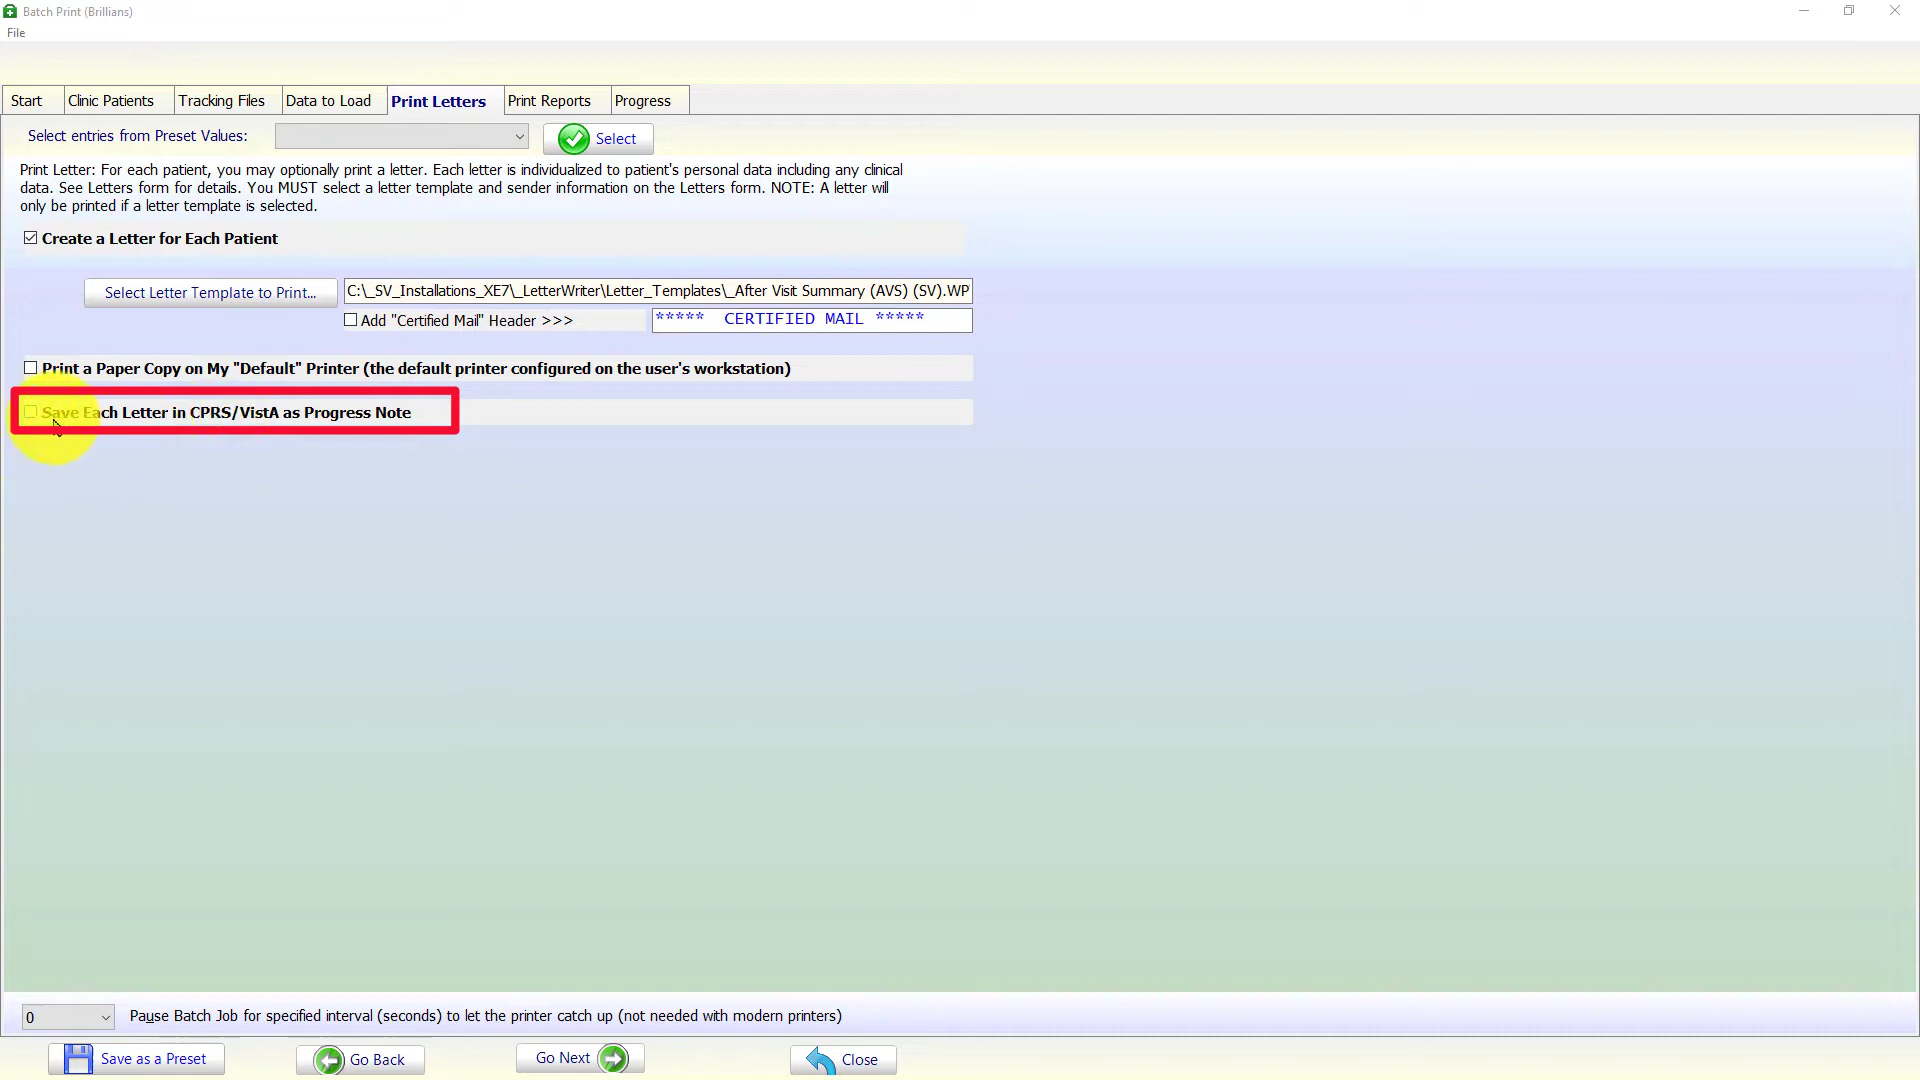 Batch Print (Brillians)
File
Start
Clinic Patients
Tracking Files
Data to Load
Print Letters
Print Reports
Progress
Select entries from Preset Values:
Select
Print Letter: For each patient, you may optionally print a letter. Each letter is individualized to patient's personal data including any clinical
data. See Letters form for details. You MUST select a letter template and sender information on the Letters form. NOTE: A letter will
only be printed if a letter template is selected.
Create a Letter for Each Patient
Select Letter Template to Print...
C:\_SV_Installations_XE7\_LetterWriter\Letter_Templates\_After Visit Summary (AVS) (SV).WP
Add "Certified Mail" Header >>>
***** CERTIFIED MAIL *****
Print a Paper Copy on My "Default" Printer (the default printer configured on the user's workstation)
Save Each Letter in CPRS/VistA as Progress Note
0
Pause Batch Job for specified interval (seconds) to let the printer catch up (not needed with modern printers)
Save as a Preset
Go Back
Go Next
Close